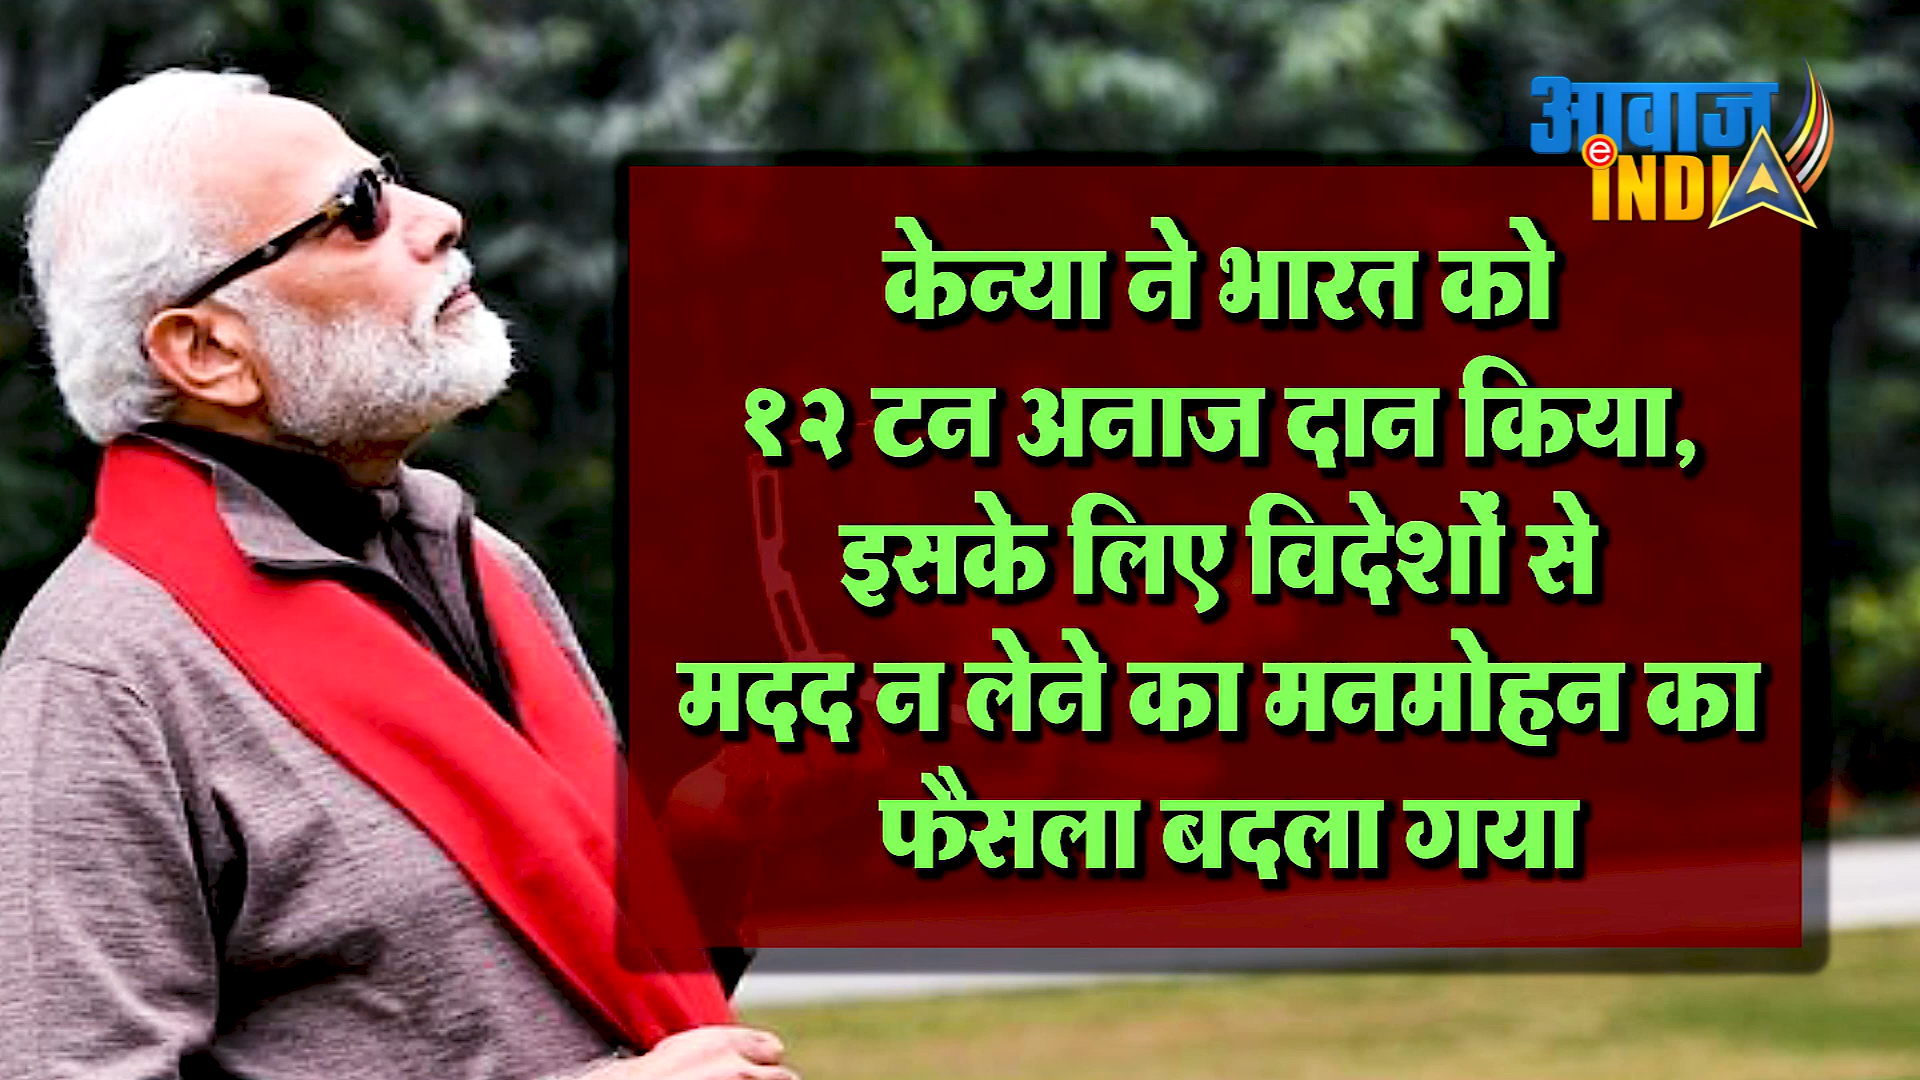 आवाज
e INDIA
केन्या ने भारत को
१२ टन अनाज दान किया,
इसके लिए विदेशों से
मदद न लेने का मनमोहन का
फैसला बदला गया